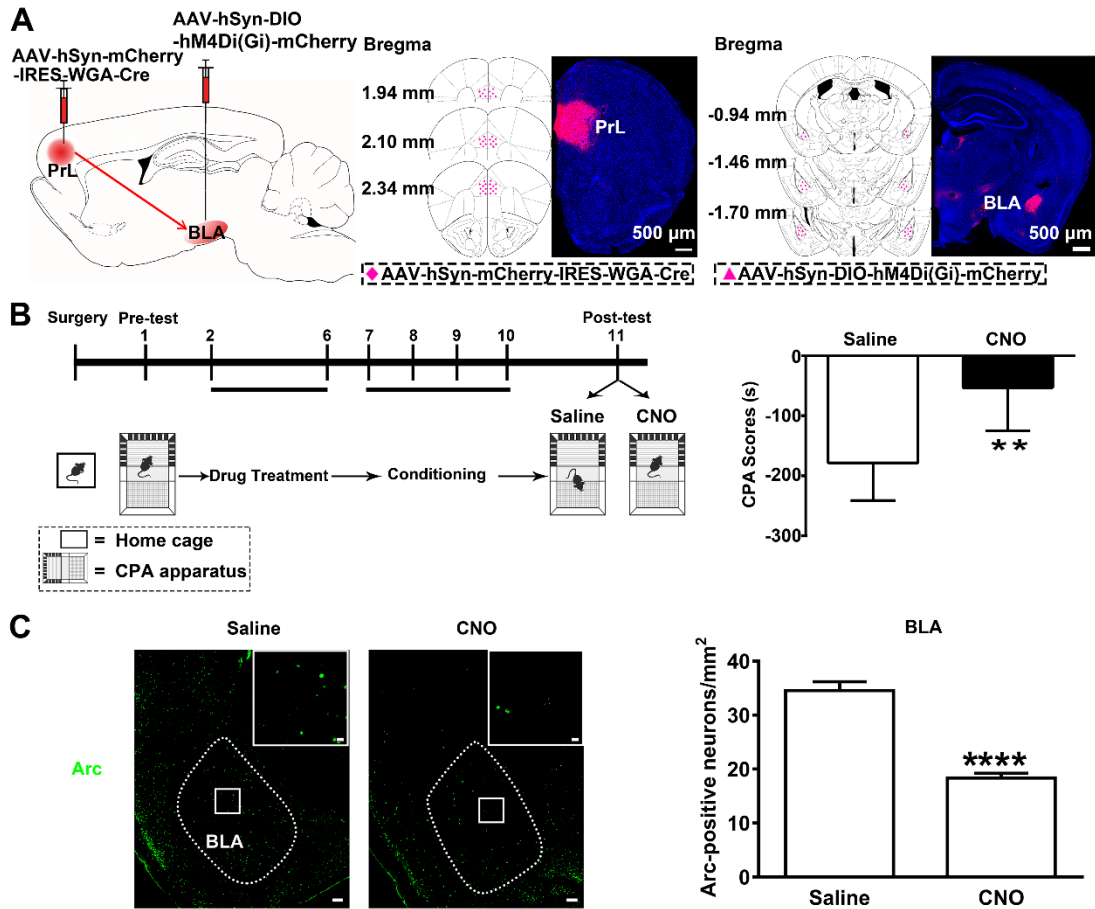 A
AAV-hSyn-DIO
-hM4Di(Gi)-mCherry
AAV-hSyn-mCherry
-IRES-WGA-Cre
PrL
BLA
Bregma
1.94 mm
2.10 mm
2.34 mm
PrL
500 μm
AAV-hSyn-mCherry-IRES-WGA-Cre
Bregma
-0.94 mm
-1.46 mm
-1.70 mm
BLA
500 μm
AAV-hSyn-DIO-hM4Di(Gi)-mCherry
B
Surgery Pre-test Post-test
1 2 6 7 8 9 10 11
Saline CNO
Drug Treatment Conditioning
= Home cage
= CPA apparatus
Saline CNO
CPA Scores (s)
0
-100
-200
-300
**
C
Saline CNO
Arc
BLA
BLA
Arc-positive neurons/mm²
40
30
20
10
0
****
Saline CNO